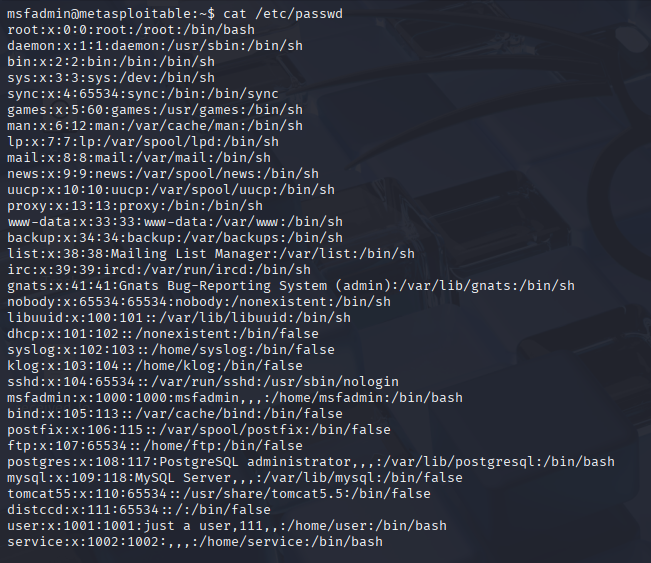 msfadmin@metasploitable:~$ cat /etc/passwd
root:x:0:0:root:/root:/bin/bash
daemon:x:1:1:daemon:/usr/sbin:/bin/sh
bin:x:2:2:bin:/bin:/bin/sh
sys:x:3:3:sys:/dev:/bin/sh
sync:x:4:65534:sync:/bin:/bin/sync
games:x:5:60:games:/usr/games:/bin/sh
man:x:6:12:man:/var/cache/man:/bin/sh
lp:x:7:7:lp:/var/spool/lpd:/bin/sh
mail:x:8:8:mail:/var/mail:/bin/sh
news:x:9:9:news:/var/spool/news:/bin/sh
uucp:x:10:10:uucp:/var/spool/uucp:/bin/sh
proxy:x:13:13:proxy:/bin:/bin/sh
www-data:x:33:33:www-data:/var/www:/bin/sh
backup:x:34:34:backup:/var/backups:/bin/sh
list:x:38:38:Mailing List Manager:/var/list:/bin/sh
irc:x:39:39:ircd:/var/run/ircd:/bin/sh
gnats:x:41:41:Gnats Bug-Reporting System (admin):/var/lib/gnats:/bin/sh
nobody:x:65534:65534:nobody:/nonexistent:/bin/sh
libuuid:x:100:101::/var/lib/libuuid:/bin/sh
dhcp:x:101:102::/nonexistent:/bin/false
syslog:x:102:103::/home/syslog:/bin/false
klog:x:103:104::/home/klog:/bin/false
sshd:x:104:65534::/var/run/sshd:/usr/sbin/nologin
msfadmin:x:1000:1000:msfadmin,,,:/home/msfadmin:/bin/bash
bind:x:105:113::/var/cache/bind:/bin/false
postfix:x:106:115::/var/spool/postfix:/bin/false
ftp:x:107:65534::/home/ftp:/bin/false
postgres:x:108:117:PostgreSQL administrator,,,:/var/lib/postgresql:/bin/bash
mysql:x:109:118:MySQL Server,,,:/var/lib/mysql:/bin/false
tomcat55:x:110:65534::/usr/share/tomcat5.5:/bin/false
distccd:x:111:65534::/:/bin/false
user:x:1001:1001:just a user,111,,:/home/user:/bin/bash
service:x:1002:1002:,,,:/home/service:/bin/bash